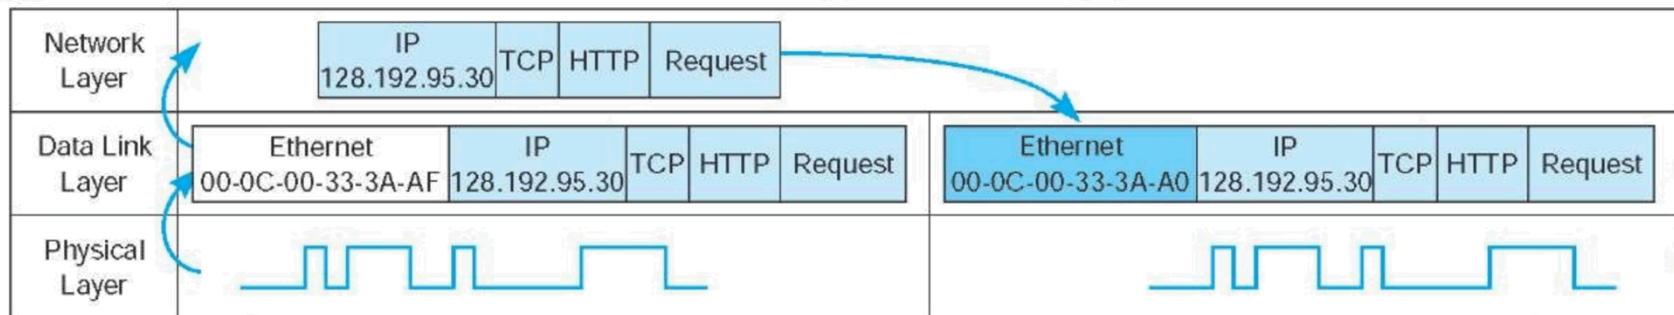 Network
Layer
IP
128.192.95.30
TCP
HTTP
Request
Data Link
Layer
Ethernet
00-0C-00-33-3A-AF
IP
128.192.95.30
TCP
HTTP
Request
Ethernet
00-0C-00-33-3A-A0
IP
128.192.95.30
TCP
HTTP
Request
Physical
Layer